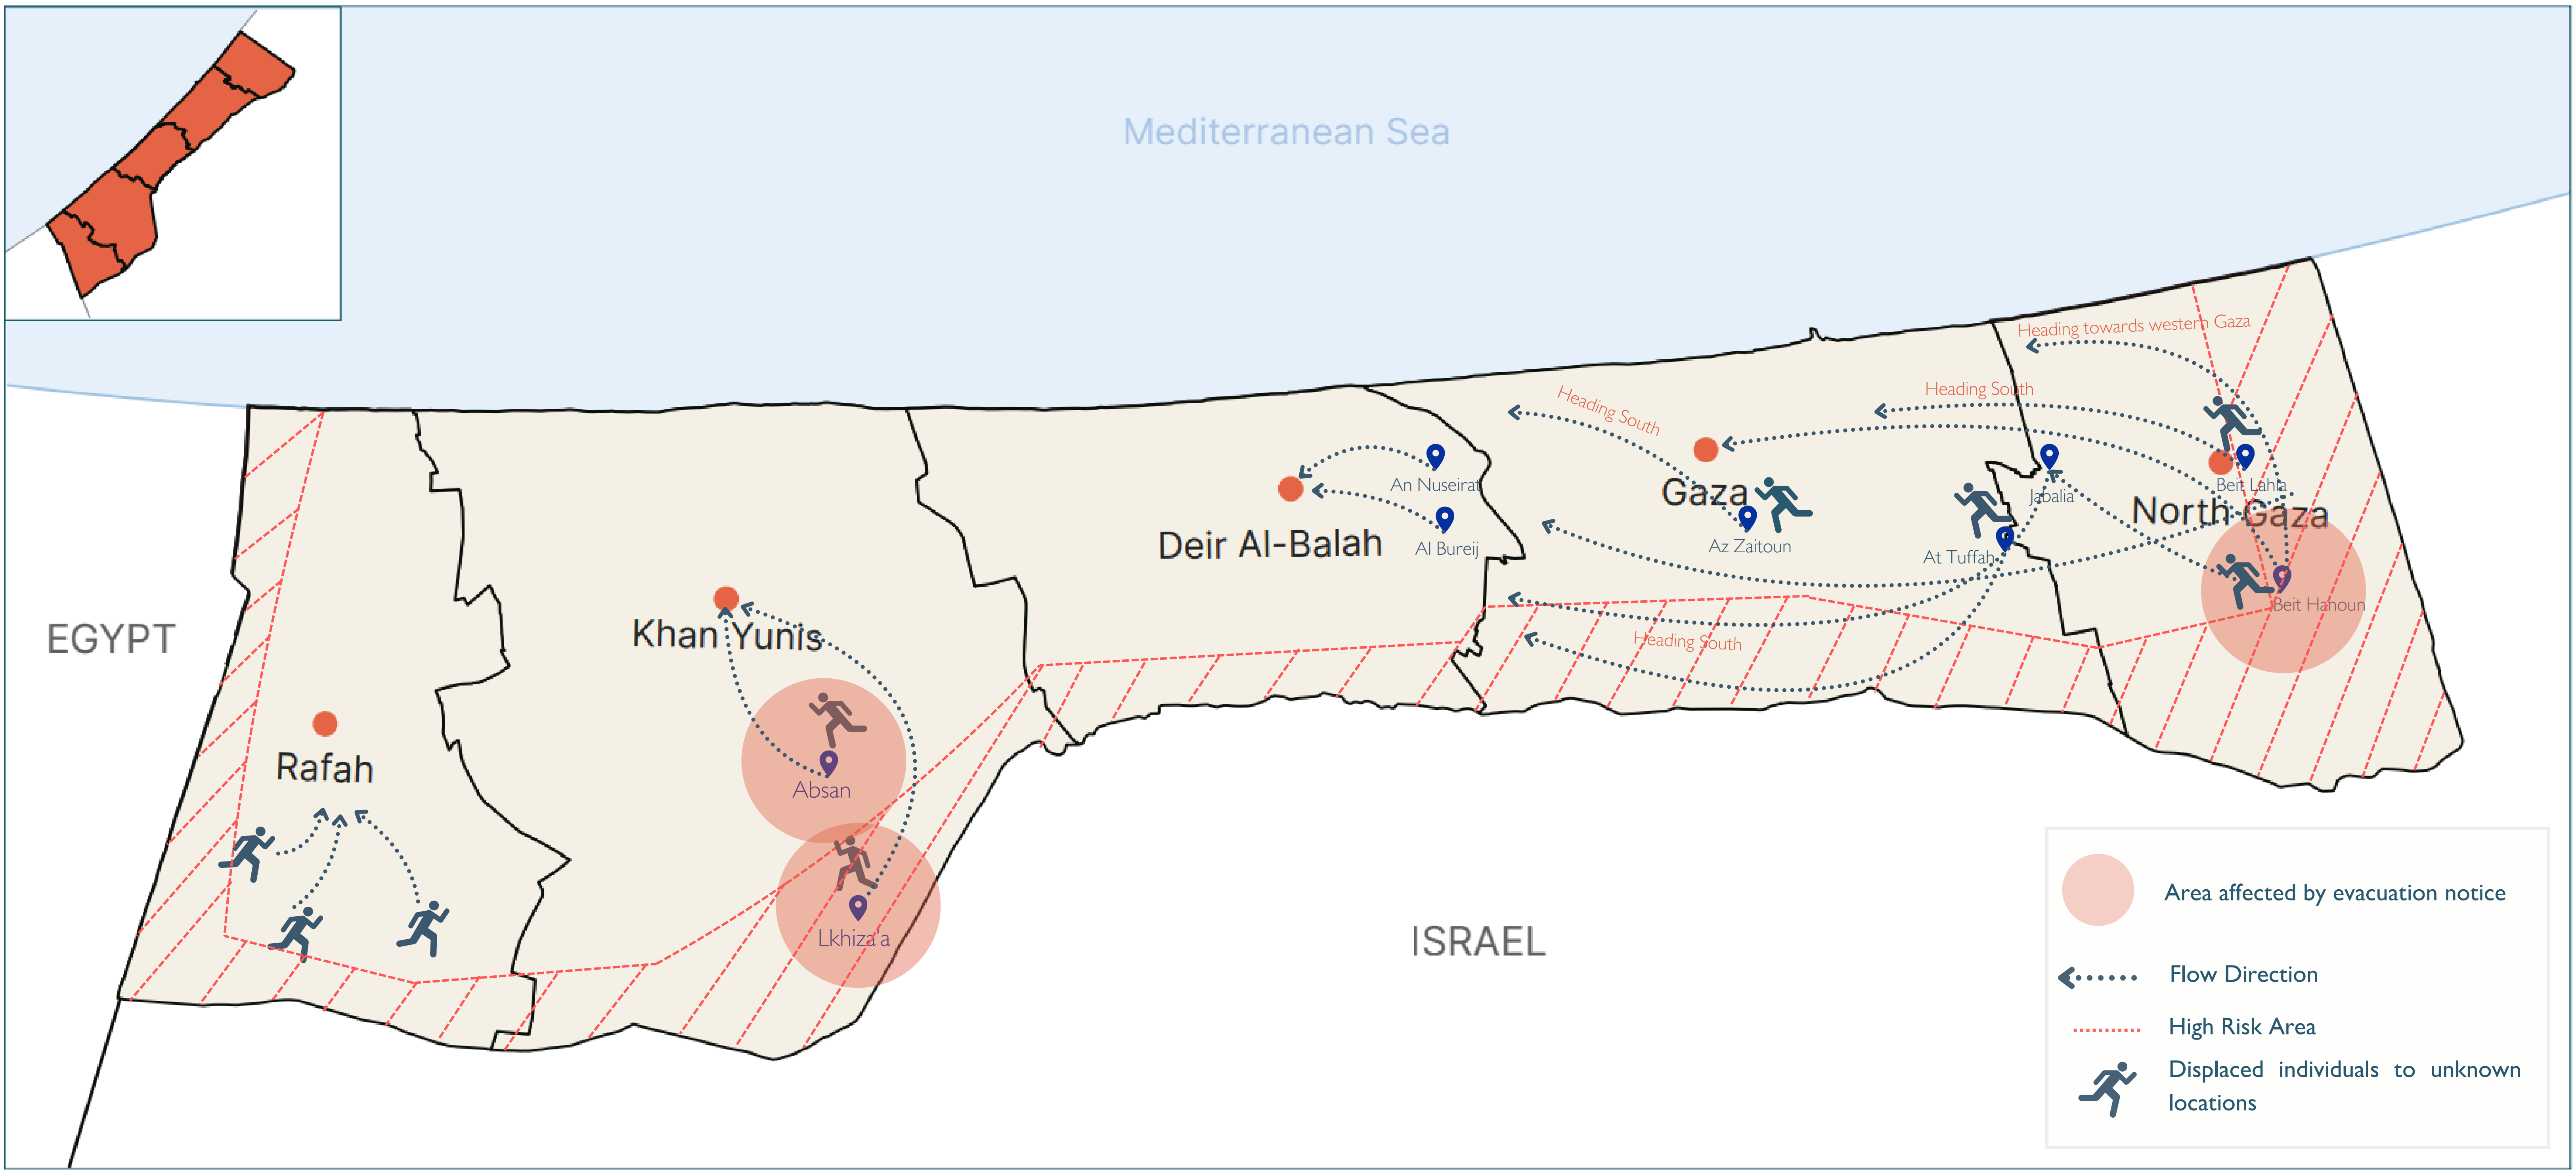 Mediterranean Sea
Heading towards western Gaza
Heading South
Heading South
An Nuseirat
Gaza
Jabalia
Beit Lahia
North Gaza
Deir Al-Balah
Al Bureij
Az Zaitoun
At Tuffah
Beit Hanoun
EGYPT
Khan Yunis
Heading South
Rafah
Absan
Lkhiza'a
ISRAEL
Area affected by evacuation notice
Flow Direction
High Risk Area
Displaced individuals to unknown
locations